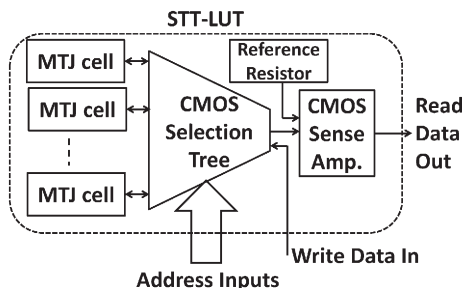 STT-LUT
MTJ cell
MTJ cell
MTJ cell
CMOS
Selection
Tree
Reference
Resistor
CMOS
Sense
Amp.
Read
Data
Out
Write Data In
Address Inputs